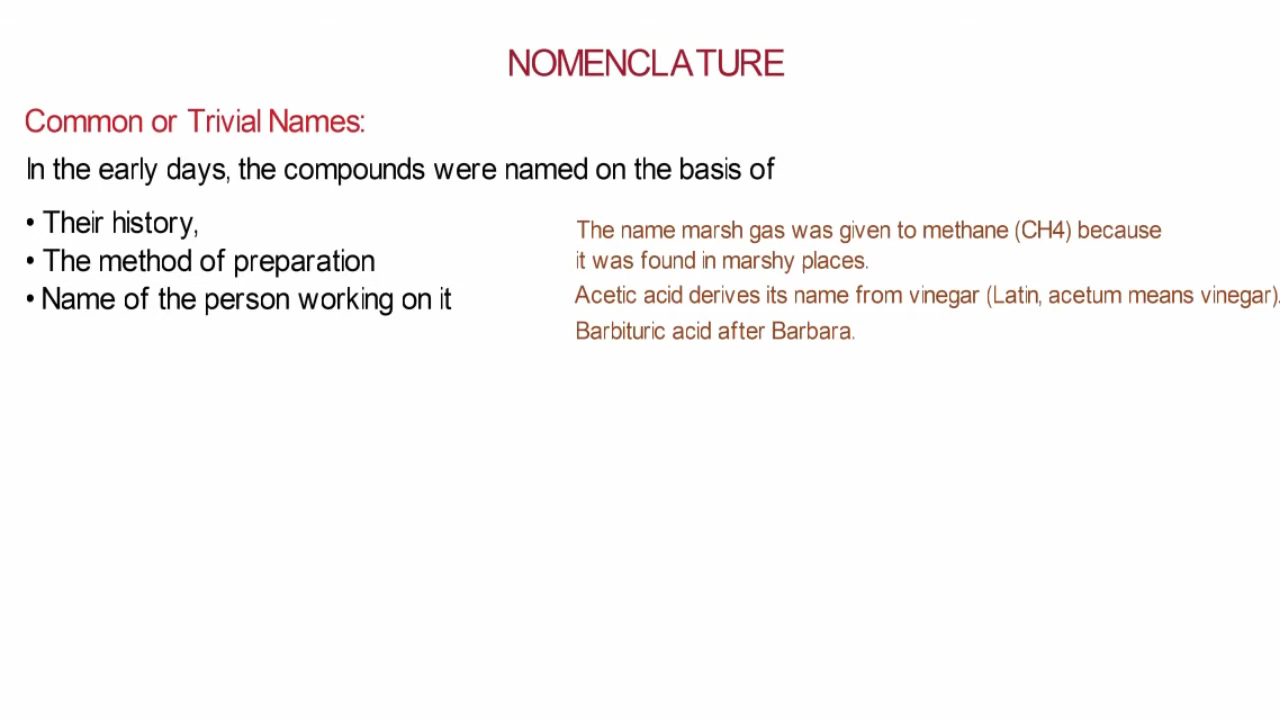 NOMENCLATURE
Common or Trivial Names:
In the early days, the compounds were named on the basis of
• Their history,
• The method of preparation
• Name of the person working on it
The name marsh gas was given to methane (CH4) because
it was found in marshy places.
Acetic acid derives its name from vinegar (Latin, acetum means vinegar).
Barbituric acid after Barbara.